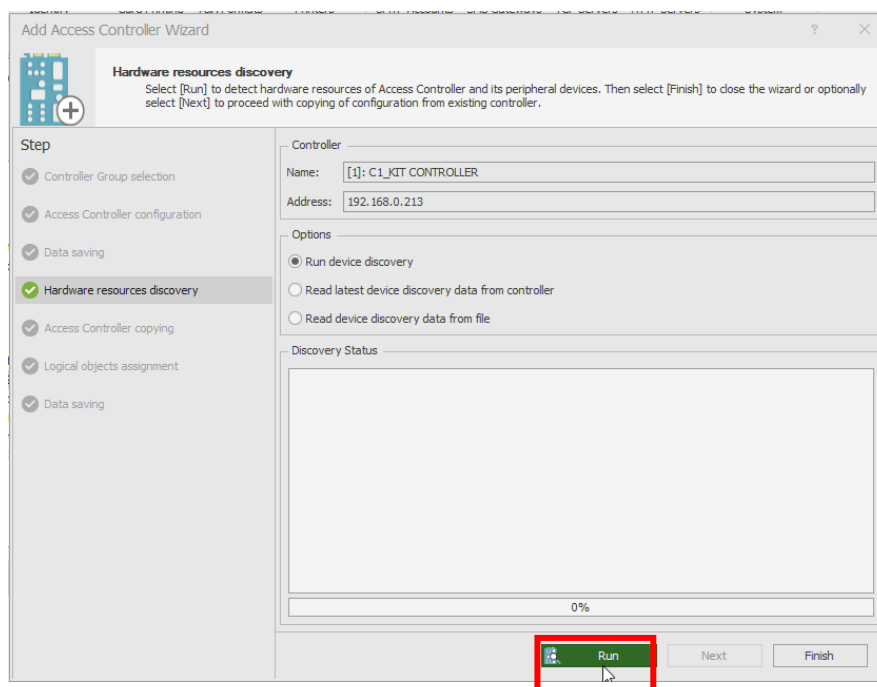 Add Access Controller Wizard
?
Hardware resources discovery
Select [Run] to detect hardware resources of Access Controller and its peripheral devices. Then select [Finish] to close the wizard or optionally
select [Next] to proceed with copying of configuration from existing controller.
Step
Controller Group selection
Access Controller configuration
Data saving
Hardware resources discovery
Access Controller copying
Logical objects assignment
Data saving
Controller
Name: [1]: C1_KIT CONTROLLER
Address: 192.168.0.213
Options
Run device discovery
Read latest device discovery data from controller
Read device discovery data from file
Discovery Status
0%
Run Next Finish